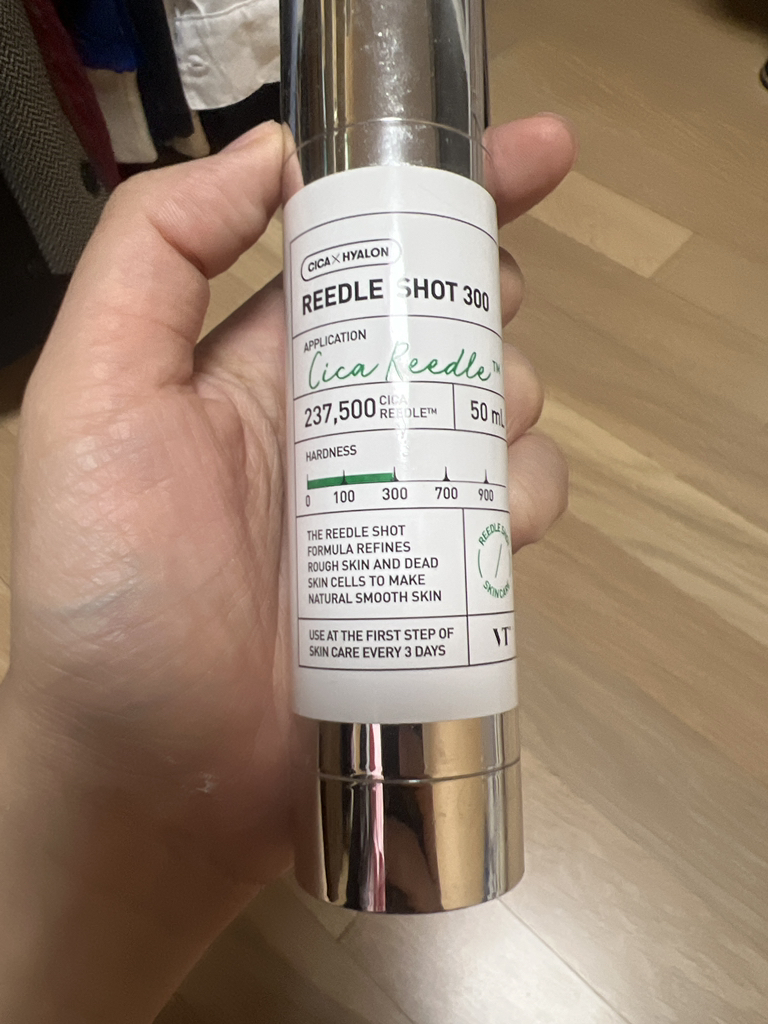 CICA X HYALON
REEDLE SHOT 300
APPLICATION
Cica Reedle™
237,500 CICA REEDLE™
50 mL
HARDNESS
0 100 300 700 900
THE REEDLE SHOT
FORMULA REFINES
ROUGH SKIN AND DEAD
SKIN CELLS TO MAKE
NATURAL SMOOTH SKIN
REEDLE SHOT
SKINCARE
USE AT THE FIRST STEP OF
SKIN CARE EVERY 3 DAYS
VT